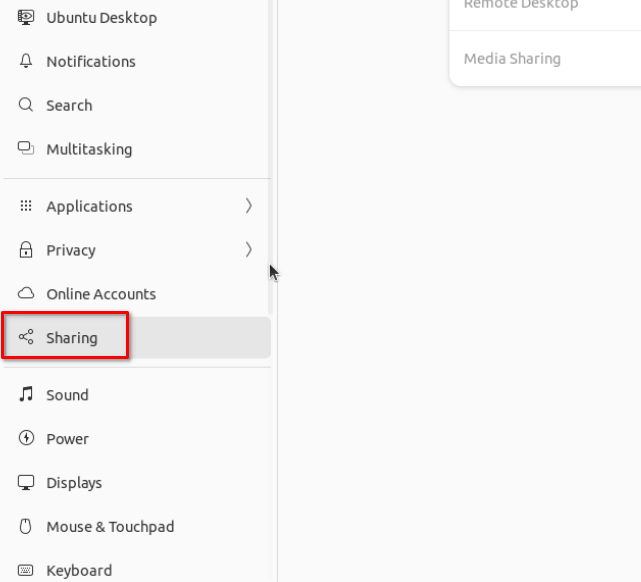 Ubuntu Desktop
Notifications
Search
Multitasking
Applications
Privacy
Online Accounts
Sharing
Sound
Power
Displays
Mouse & Touchpad
Keyboard
Remote Desktop
Media Sharing